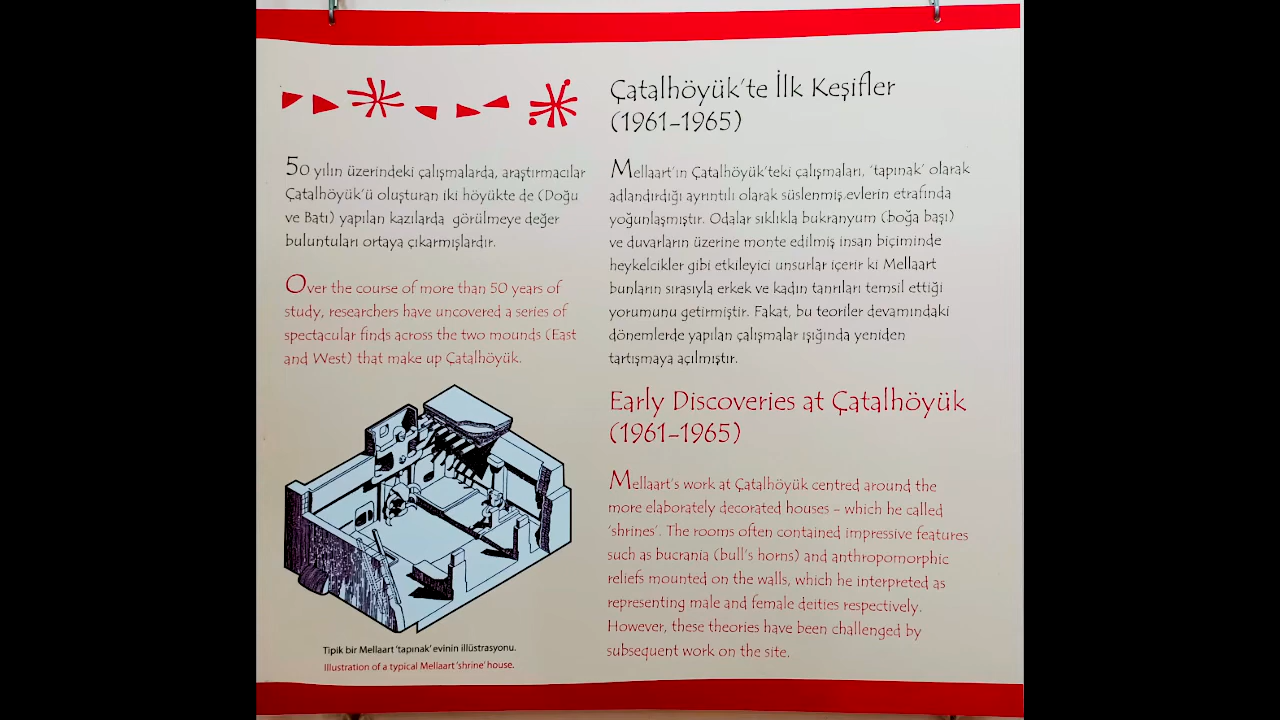 50 yılın üzerindeki çalışmalarda, araştırmacılar
Çatalhöyük'ü oluşturan iki höyükte de (Doğu
ve Batı) yapılan kazılarda görülmeye değer
buluntuları ortaya çıkarmışlardır.
Over the course of more than 50 years of
study, researchers have uncovered a series of
spectacular finds across the two mounds (East
and West) that make up Çatalhöyük.
Tipik bir Mellaart 'tapınak' evinin illüstrasyonu.
Illustration of a typical Mellaart 'shrine' house.
Çatalhöyük'te İlk Keşifler
(1961-1965)
Mellaart'ın Çatalhöyük'teki çalışmaları, 'tapınak' olarak
adlandırdığı ayrıntılı olarak süslenmiş evlerin etrafında
yoğunlaşmıştır. Odalar sıklıkla bukranyum (boğa başı)
ve duvarların üzerine monte edilmiş insan biçiminde
heykelcikler gibi etkileyici unsurlar içerir ki Mellaart
bunların sırasıyla erkek ve kadın tanrıları temsil ettiği
yorumunu getirmiştir. Fakat, bu teoriler devamındaki
dönemlerde yapılan çalışmalar ışığında yeniden
tartışmaya açılmıştır.
Early Discoveries at Çatalhöyük
(1961-1965)
Mellaart's work at Çatalhöyük centred around the
more elaborately decorated houses - which he called
'shrines'. The rooms often contained impressive features
such as bucrania (bull's horns) and anthropomorphic
reliefs mounted on the walls, which he interpreted as
representing male and female deities respectively.
However, these theories have been challenged by
subsequent work on the site.